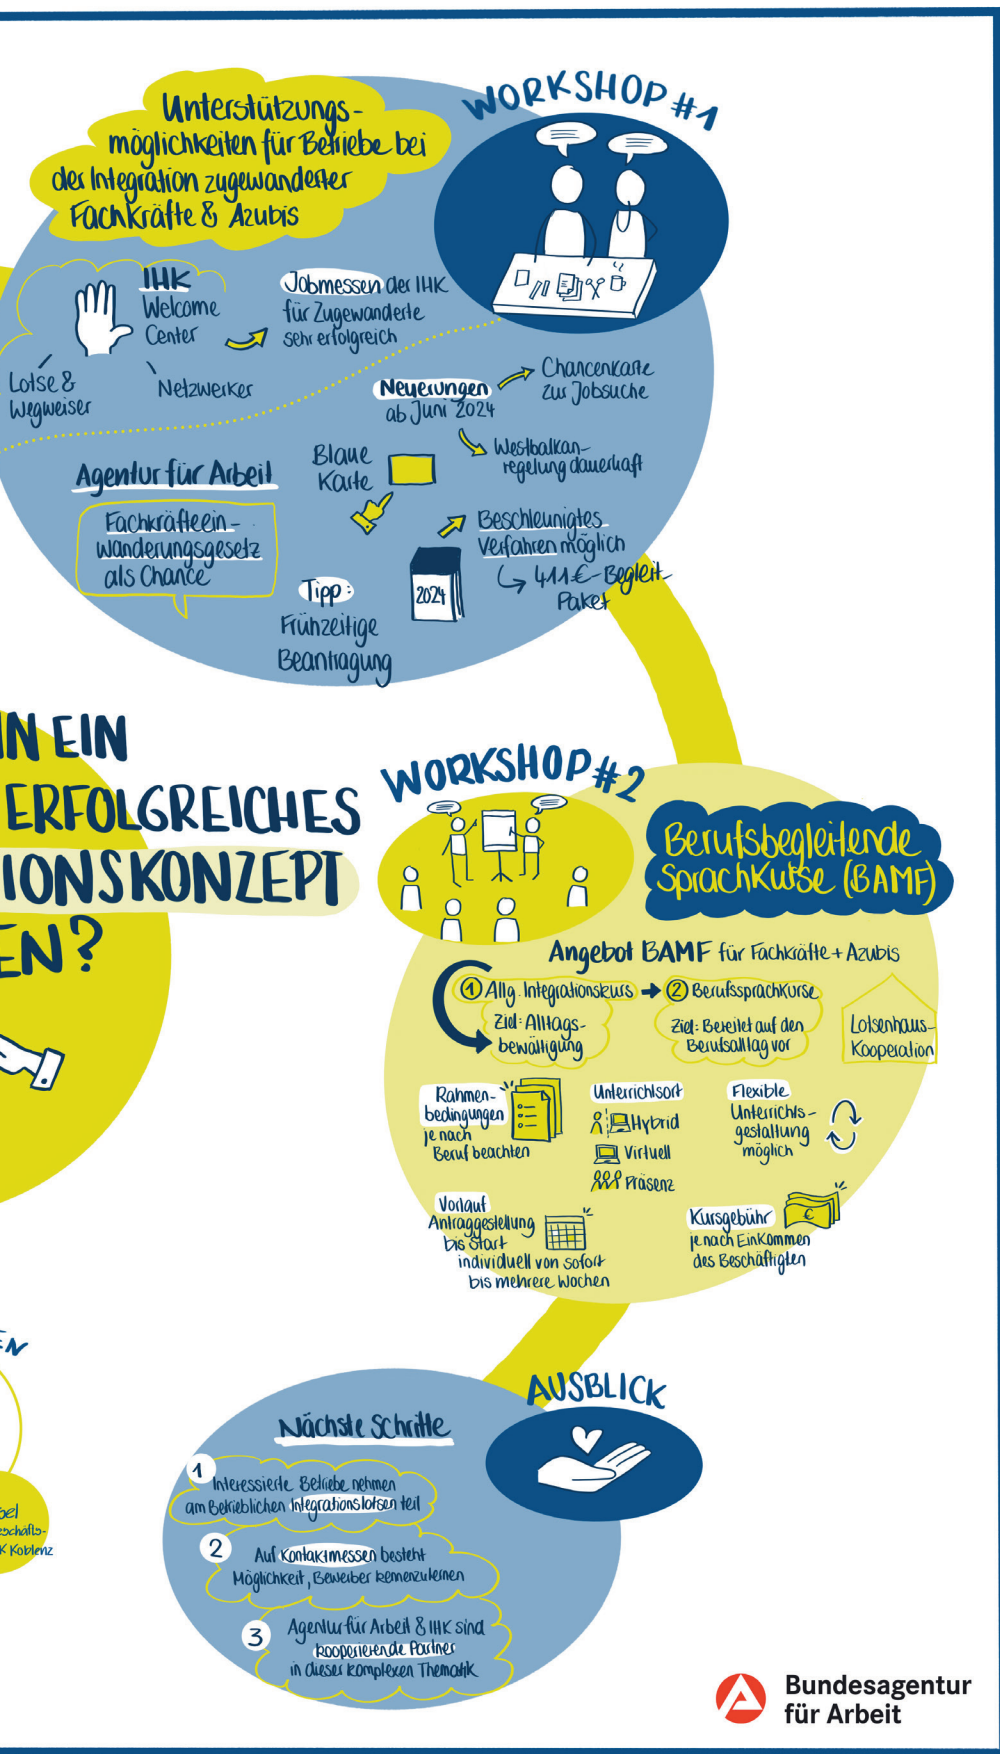 WORKSHOP #1
Unterstützungs-
möglichkeiten für Betriebe bei
der Integration zugewanderter
Fachkräfte & Azubis
IHK
Welcome
Center
Lotse &
Wegweiser
Netzwerker
Jobmessen der IHK
für Zugewanderte
sehr erfolgreich
Neuerungen
ab Juni 2024
Chancenkarte
zur Jobsuche
Westbalkan-
regelung dauerhaft
Blaue
Karte
Agentur für Arbeit
Fachkräfteein-
wanderungsgesetz
als Chance
Beschleunigtes
Verfahren möglich
411€-Begleit-
Paket
2024
Tipp:
Frühzeitige
Beantragung
IN EIN
ERFOLGREICHES
IONSKONZEPT
EN?
WORKSHOP #2
Berufsbegleitende
Sprachkurse (BAMF)
Angebot BAMF für Fachkräfte + Azubis
1 Allg. Integrationskurs
Ziel: Alltags-
bewältigung
2 Berufssprachkurse
Ziel: Bereitet auf den
Berufsalltag vor
Lotsenhaus-
Kooperation
Rahmen-
bedingungen
je nach
Beruf beachten
Unterrichtsort
Hybrid
Virtuell
Präsenz
Flexible
Unterrichts-
gestaltung
möglich
Vorlauf
Antraggestellung
bis Start
individuell von sofort
bis mehrere Wochen
Kursgebühr
je nach Einkommen
des Beschäftigten
€
EN
bel
eschäfts-
K Koblenz
AUSBLICK
Nächste Schritte
1
Interessierte Betriebe nehmen
am Betrieblichen Integrationslotsen teil
2
Auf Kontaktmessen besteht
Möglichkeit, Bewerber kennenzulernen
3
Agentur für Arbeit & IHK sind
kooperierende Partner
in dieser komplexen Thematik
Bundesagentur
für Arbeit